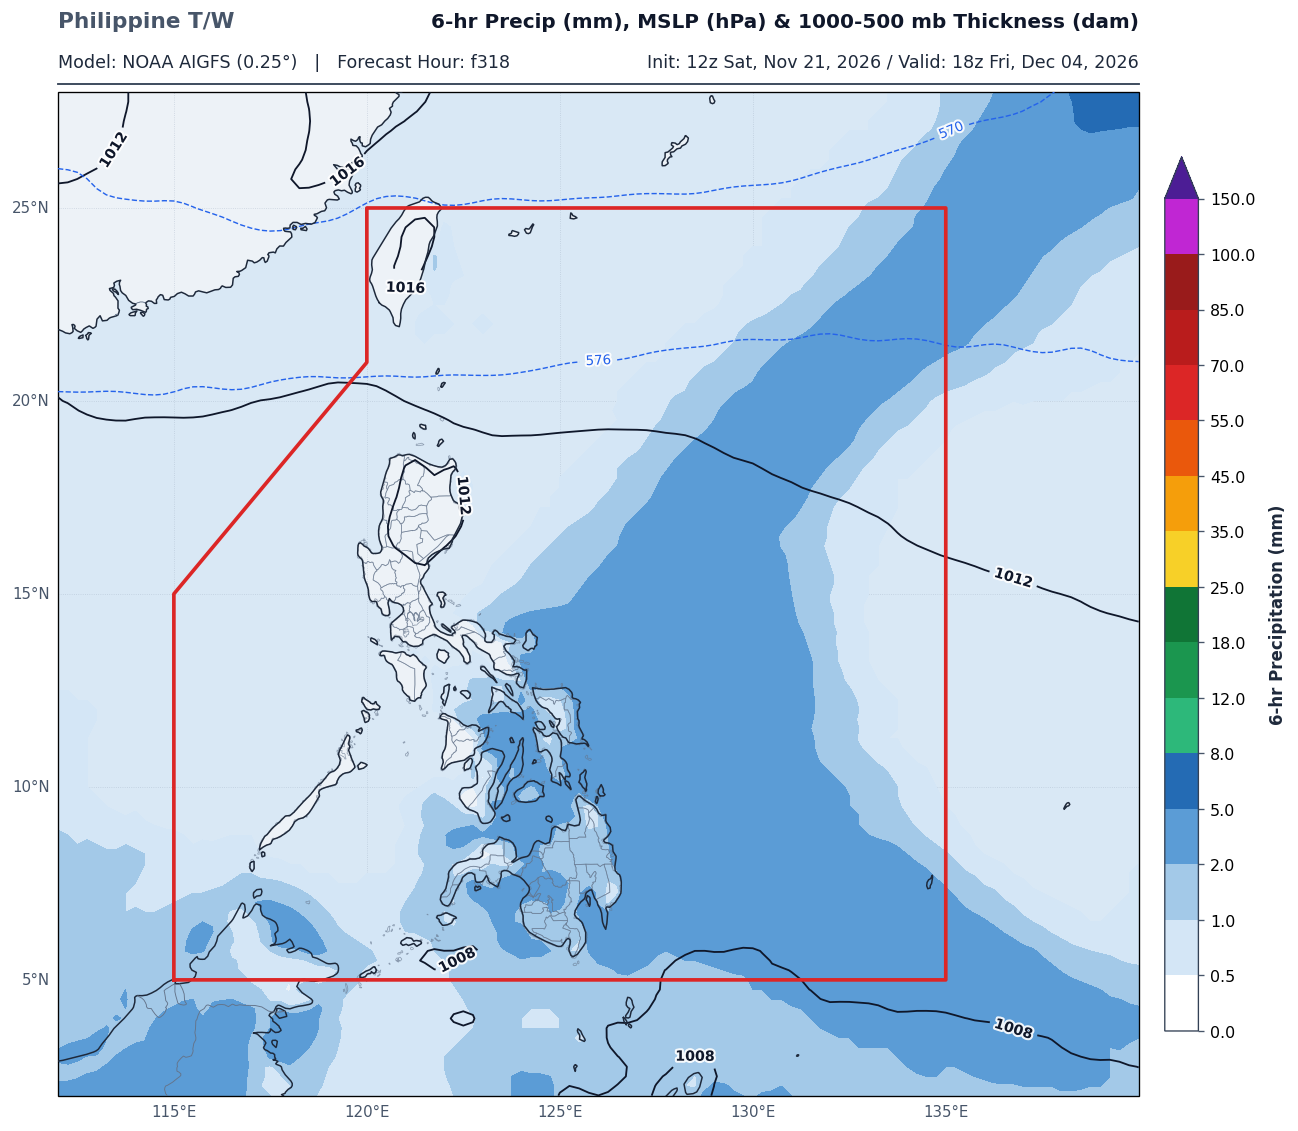 Philippine T/W
6-hr Precip (mm), MSLP (hPa) & 1000-500 mb Thickness (dam)
Model: NOAA AIGFS (0.25°) | Forecast Hour: f318
Init: 12z Sat, Nov 21, 2026 / Valid: 18z Fri, Dec 04, 2026
1012
1016
570
1016
576
1012
1012
1008
1008
1008
25°N
20°N
15°N
10°N
5°N
115°E
120°E
125°E
130°E
135°E
150.0
100.0
85.0
70.0
55.0
45.0
35.0
25.0
18.0
12.0
8.0
5.0
2.0
1.0
0.5
0.0
6-hr Precipitation (mm)